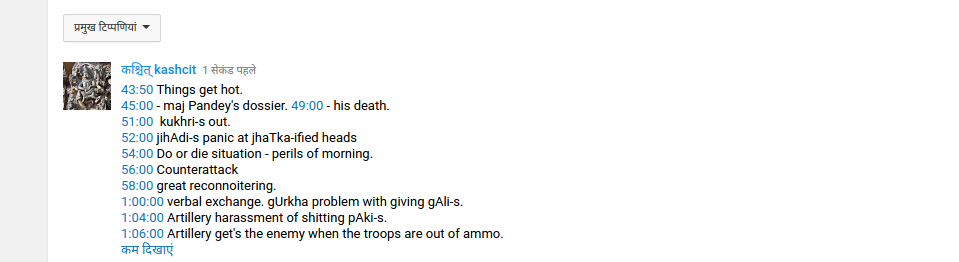 प्रमुख टिप्पणियां
कश्चित् kashcit 1 सेकंड पहले
43:50 Things get hot.
45:00 - maj Pandey's dossier. 49:00 - his death.
51:00 kukhri-s out.
52:00 jihAdi-s panic at jhaTka-ified heads
54:00 Do or die situation - perils of morning.
56:00 Counterattack
58:00 great reconnoitering.
1:00:00 verbal exchange. gUrkha problem with giving gAli-s.
1:04:00 Artillery harassment of shitting pAki-s.
1:06:00 Artillery get's the enemy when the troops are out of ammo.
कम दिखाएं